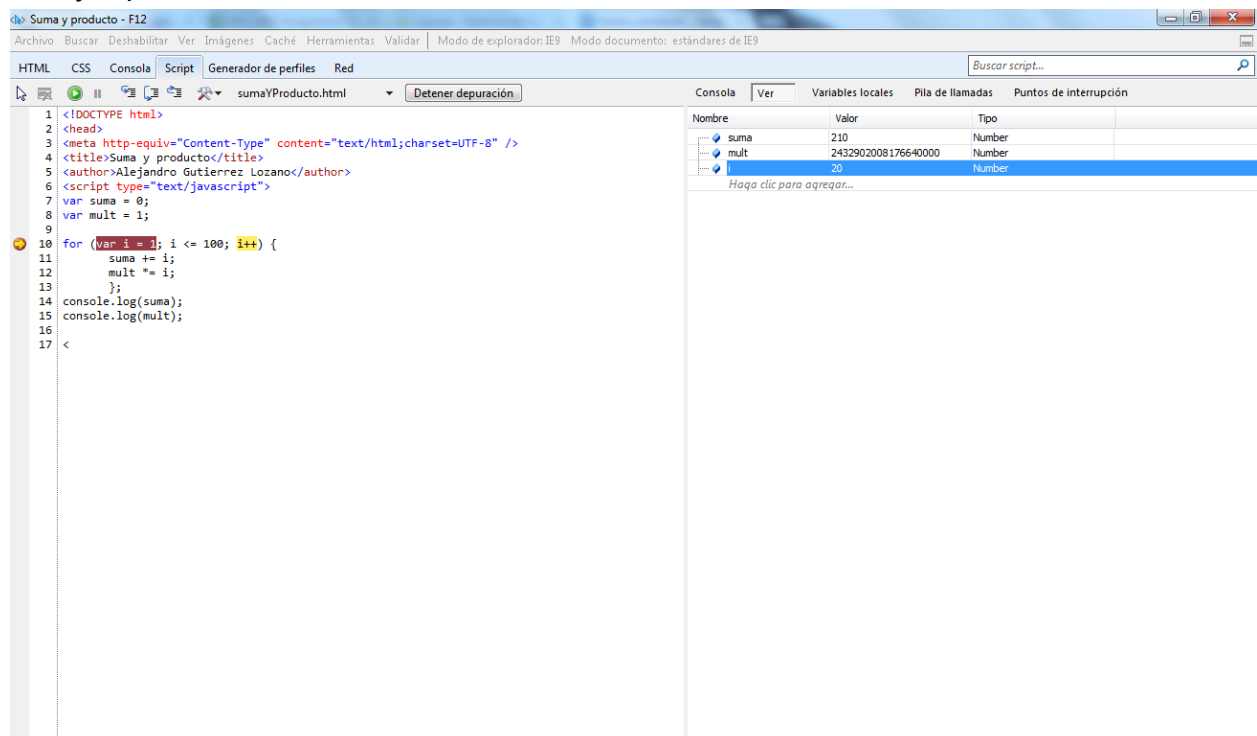 Suma y producto - F12
Archivo Buscar Deshabilitar Ver Imágenes Caché Herramientas Validar | Modo de explorador: IE9 Modo documento: estándares de IE9
HTML CSS Consola Script Generador de perfiles Red Buscar script...
sumaYProducto.html Detener depuración Consola Ver Variables locales Pila de llamadas Puntos de interrupción
Nombre Valor Tipo
suma 210 Number
mult 2432902008176640000 Number
i 20 Number
Haga clic para agregar...
1 <!DOCTYPE html>
2 <head>
3 <meta http-equiv="Content-Type" content="text/html;charset=UTF-8" />
4 <title>Suma y producto</title>
5 <author>Alejandro Gutierrez Lozano</author>
6 <script type="text/javascript">
7 var suma = 0;
8 var mult = 1;
9
10 for (var i = 1; i <= 100; i++) {
11 suma += i;
12 mult *= i;
13 };
14 console.log(suma);
15 console.log(mult);
16
17 <